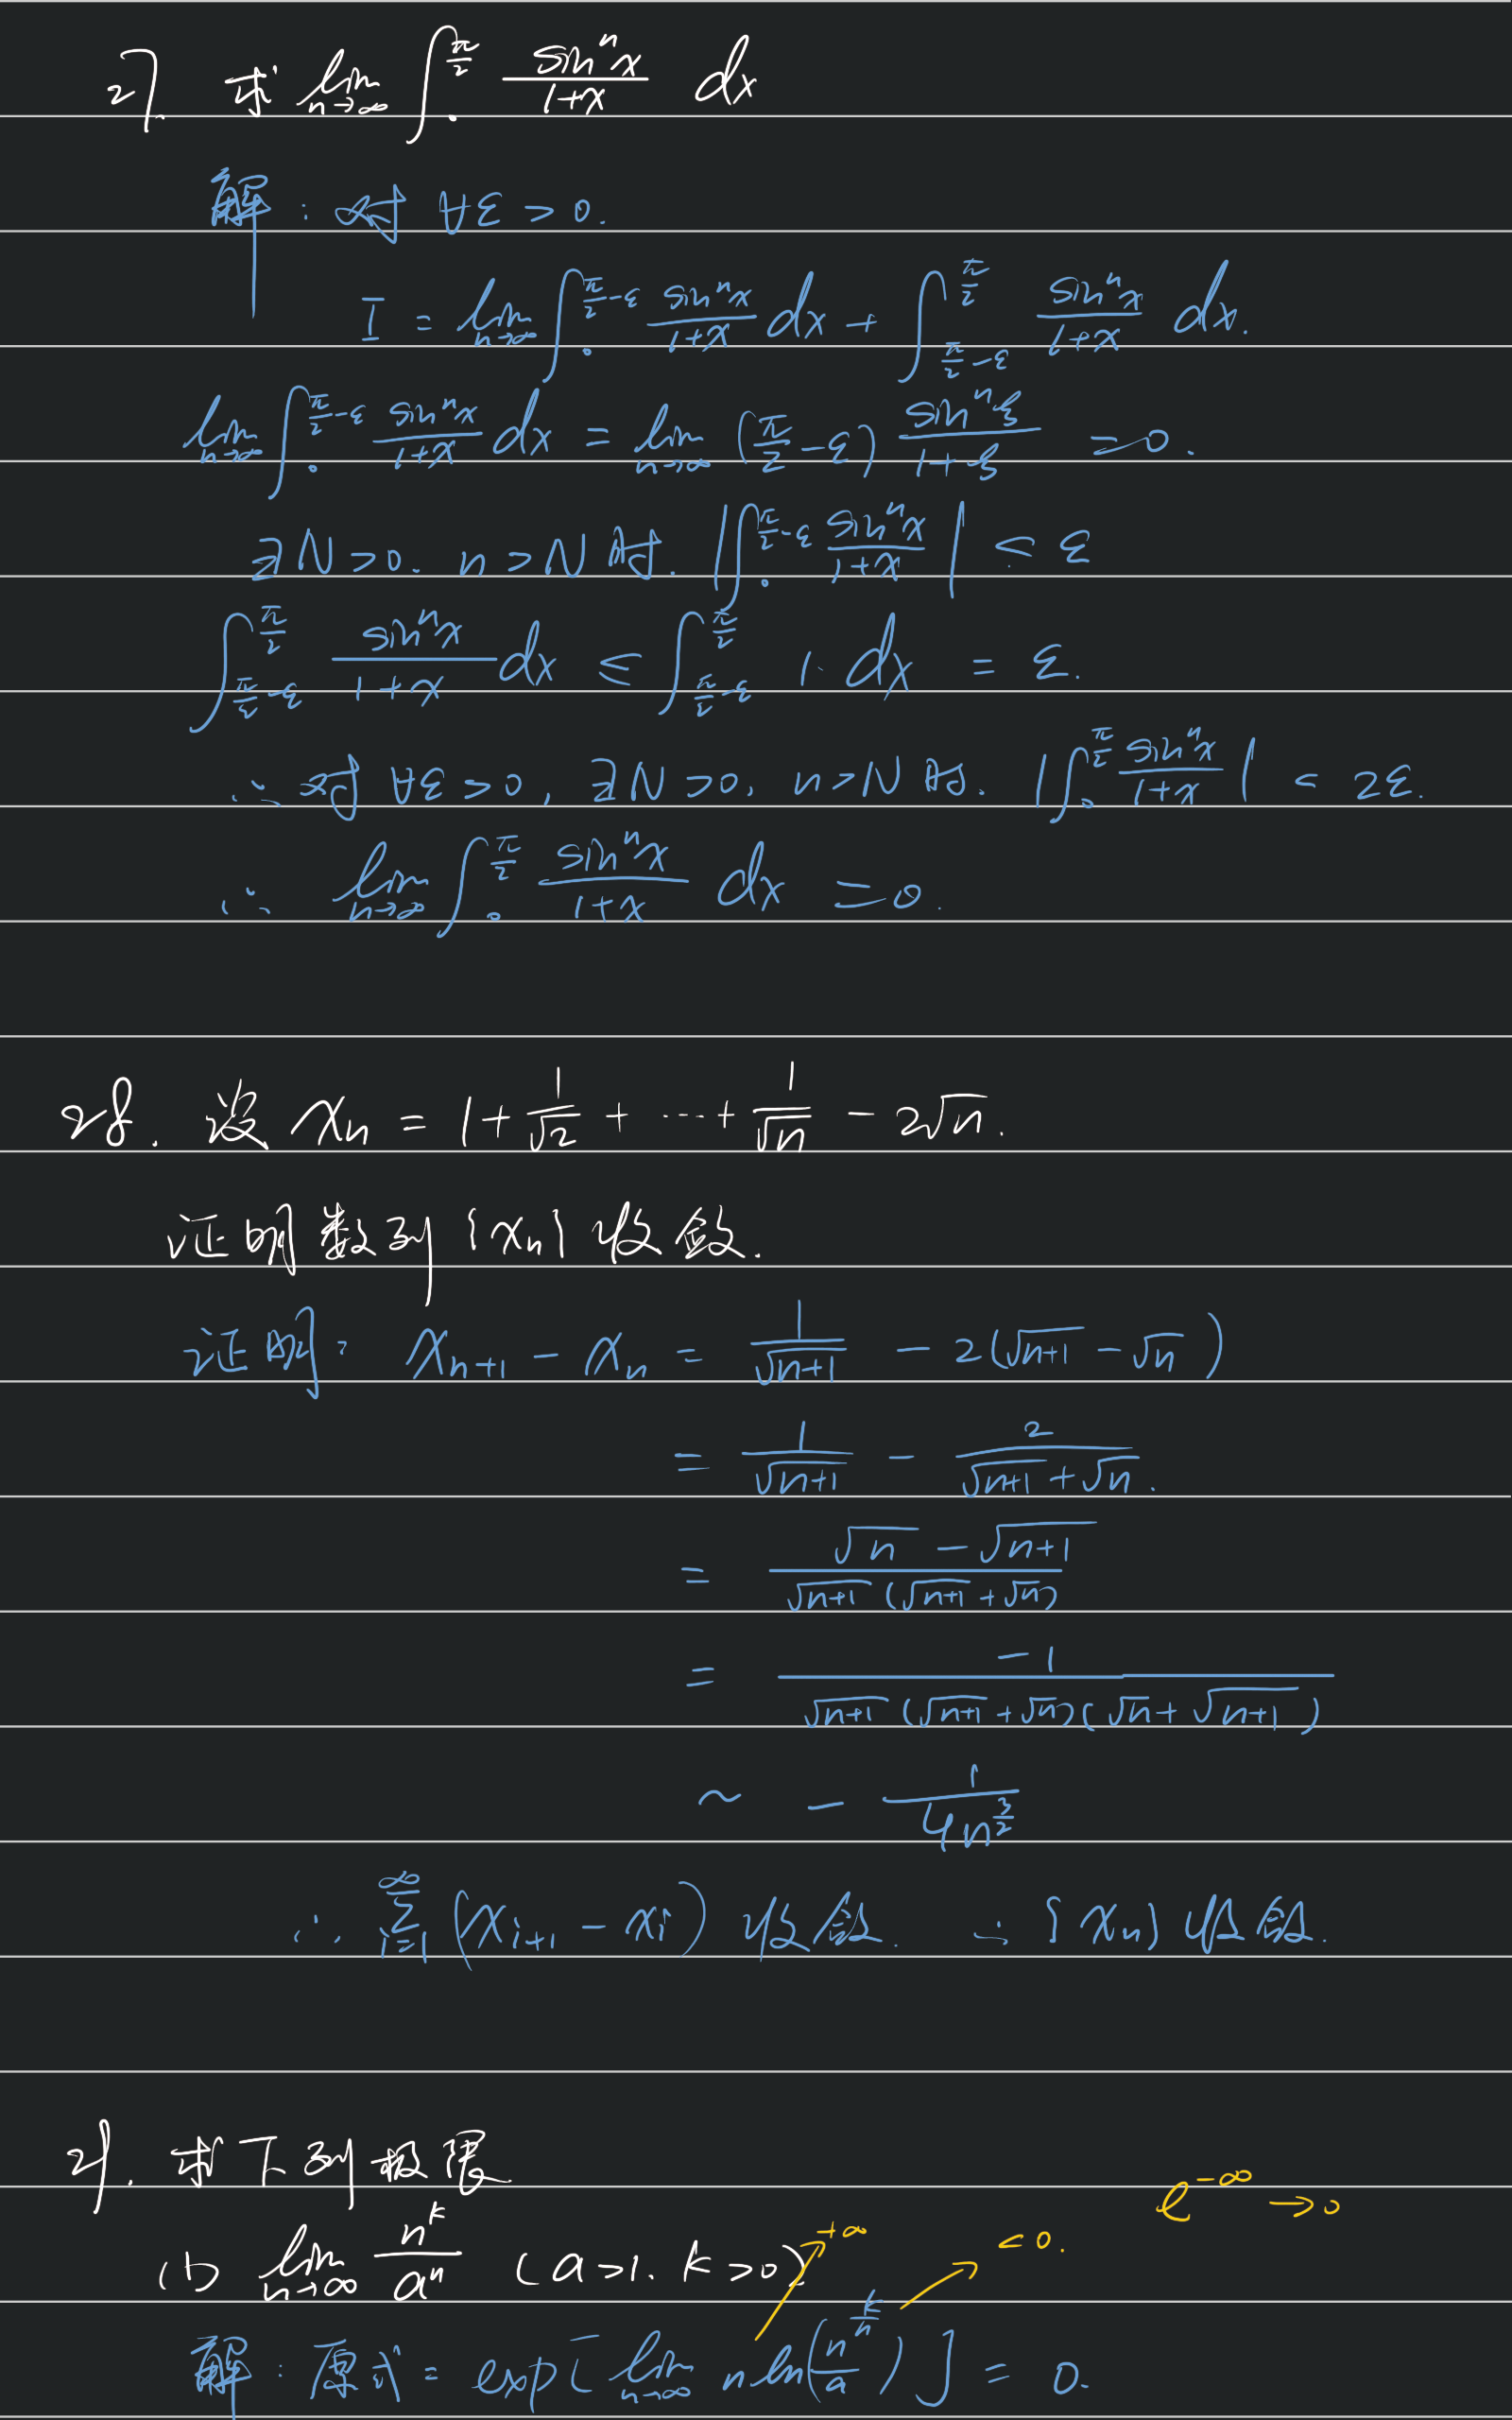 27. 求 $\lim_{n\to\infty} \int_0^{\frac{\pi}{2}} \frac{\sin^n x}{1+x} dx$
解: 对 $\forall \varepsilon > 0$.
$I = \lim_{n\to\infty} \int_0^{\frac{\pi}{2}-\varepsilon} \frac{\sin^n x}{1+x} dx + \int_{\frac{\pi}{2}-\varepsilon}^{\frac{\pi}{2}} \frac{\sin^n x}{1+x} dx.$
$\lim_{n\to\infty} \int_0^{\frac{\pi}{2}-\varepsilon} \frac{\sin^n x}{1+x} dx = \lim_{n\to\infty} (\frac{\pi}{2}-\varepsilon) \frac{\sin^n \xi}{1+\xi} = 0.$
$\exists N>0. n>N$ 时. $\left| \int_0^{\frac{\pi}{2}-\varepsilon} \frac{\sin^n x}{1+x} \right| < \varepsilon$
$\int_{\frac{\pi}{2}-\varepsilon}^{\frac{\pi}{2}} \frac{\sin^n x}{1+x} dx \le \int_{\frac{\pi}{2}-\varepsilon}^{\frac{\pi}{2}} 1 \cdot dx = \varepsilon.$
$\therefore$ 对 $\forall \varepsilon>0, \exists N>0, n>N$ 时. $\left| \int_0^{\frac{\pi}{2}} \frac{\sin^n x}{1+x} \right| < 2\varepsilon.$
$\therefore \lim_{n\to\infty} \int_0^{\frac{\pi}{2}} \frac{\sin^n x}{1+x} dx = 0.$
28. 设 $x_n = 1+\frac{1}{\sqrt{2}}+\cdots+\frac{1}{\sqrt{n}} - 2\sqrt{n}.$
证明数列 $\{x_n\}$ 收敛.
证明: $x_{n+1} - x_n = \frac{1}{\sqrt{n+1}} - 2(\sqrt{n+1}-\sqrt{n})$
$= \frac{1}{\sqrt{n+1}} - \frac{2}{\sqrt{n+1}+\sqrt{n}}.$
$= \frac{\sqrt{n}-\sqrt{n+1}}{\sqrt{n+1}(\sqrt{n+1}+\sqrt{n})}$
$= \frac{-1}{\sqrt{n+1}(\sqrt{n+1}+\sqrt{n})(\sqrt{n}+\sqrt{n+1})}$
$\sim -\frac{1}{4n^{\frac{3}{2}}}$
$\therefore \sum_{i=1}^{\infty} (x_{i+1}-x_i)$ 收敛. $\therefore \{x_n\}$ 收敛.
29. 求下列极限
$e^{-\infty} \to 0$
(1) $\lim_{n\to\infty} \frac{n^k}{a^n}$ $(a>1. k>0)$
$+\infty$ $<0.$
解: 原式 $= \exp[\lim_{n\to\infty} n \ln(\frac{n^{\frac{k}{n}}}{a})] = 0.$